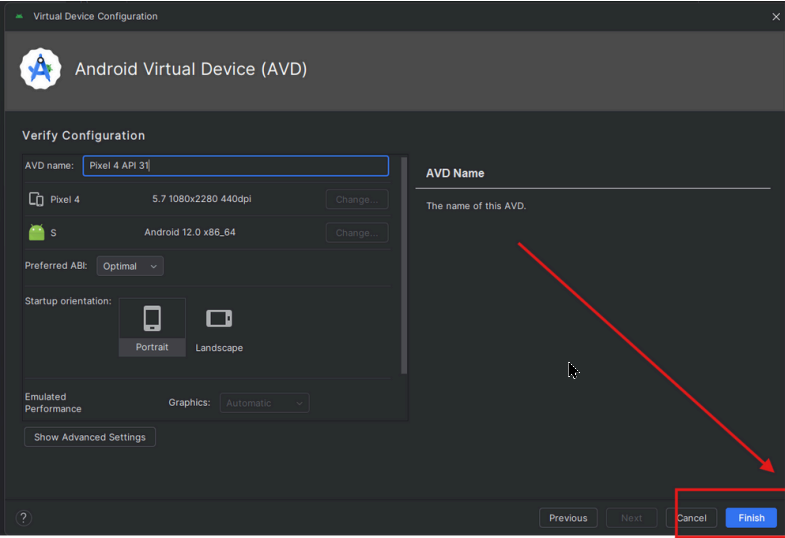 Virtual Device Configuration
Android Virtual Device (AVD)
Verify Configuration
AVD name: Pixel 4 API 31
Pixel 4 5.7 1080x2280 440dpi Change...
S Android 12.0 x86_64 Change...
Preferred ABI: Optimal
Startup orientation:
Portrait Landscape
Emulated
Performance
Graphics: Automatic
Show Advanced Settings
AVD Name
The name of this AVD.
? Previous Next Cancel Finish